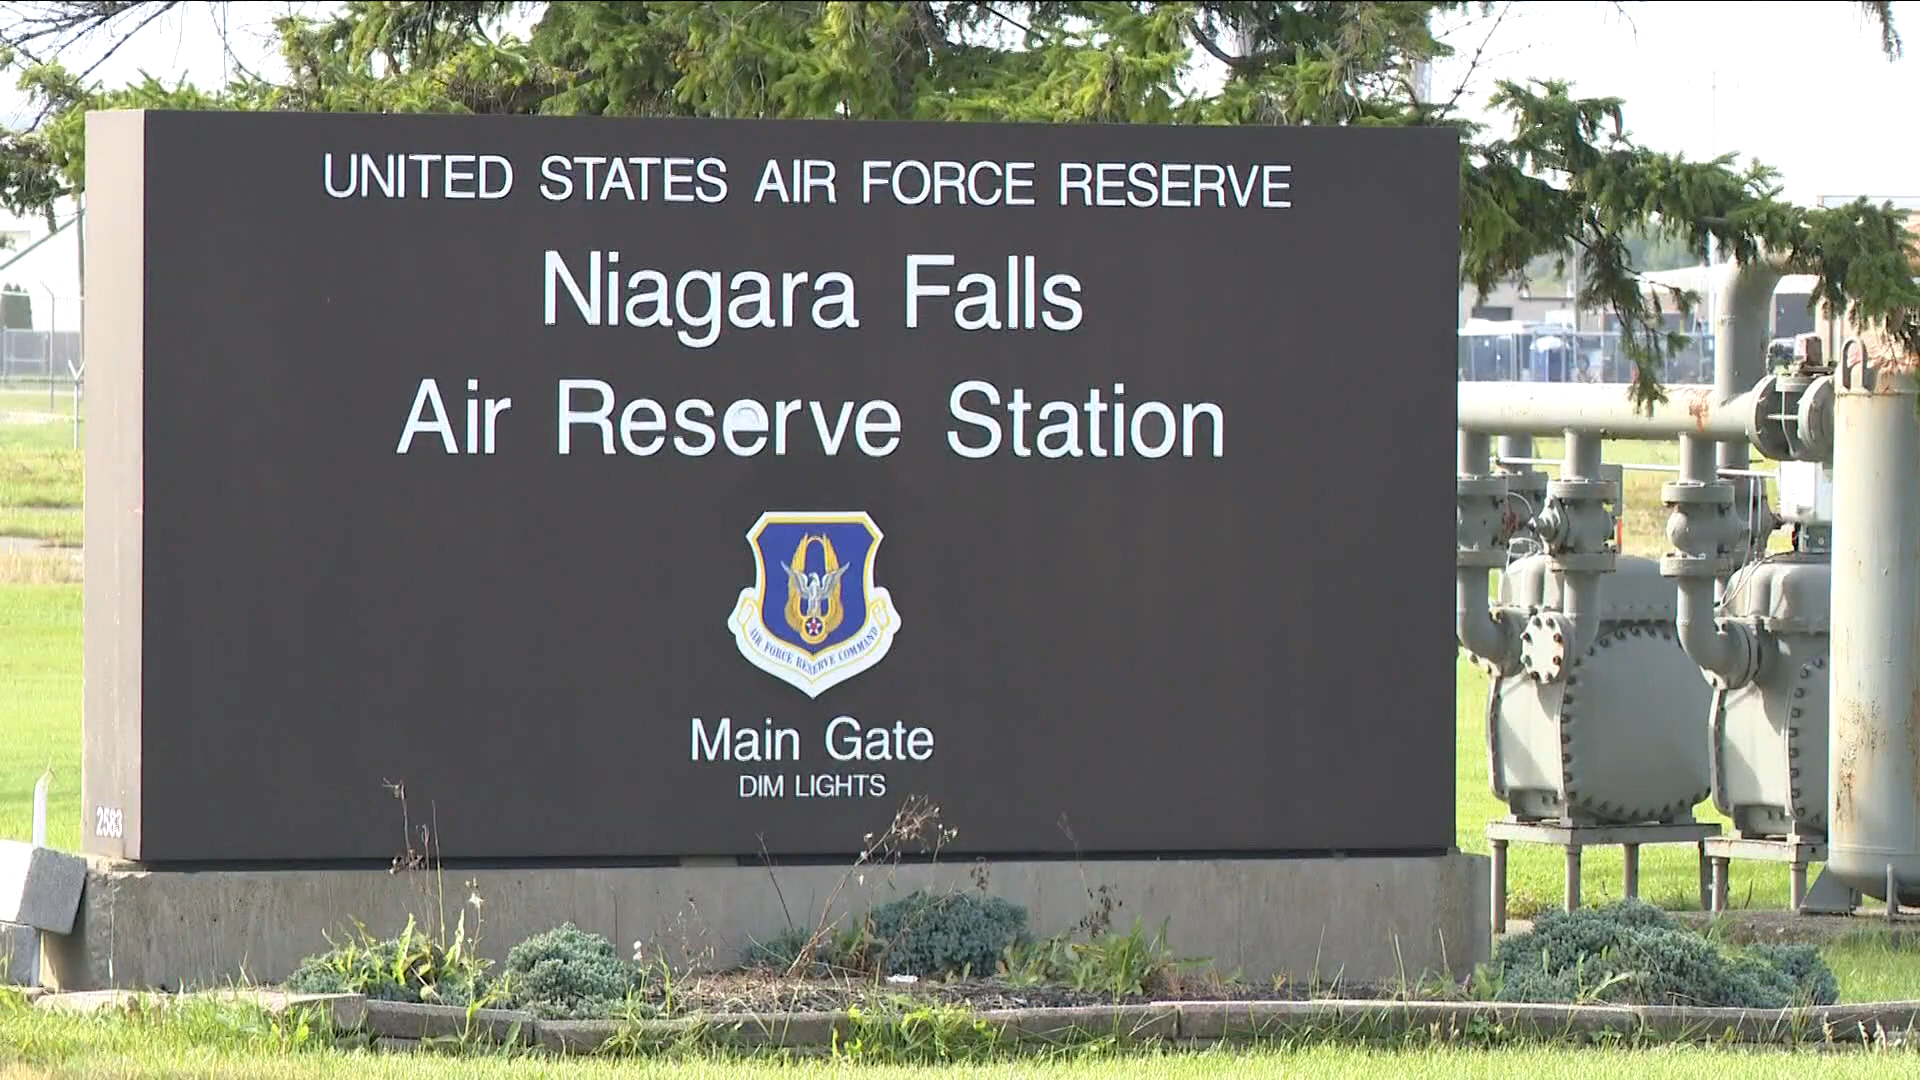 UNITED STATES AIR FORCE RESERVE
Niagara Falls
Air Reserve Station
AIR FORCE RESERVE COMMAND
Main Gate
DIM LIGHTS
2583